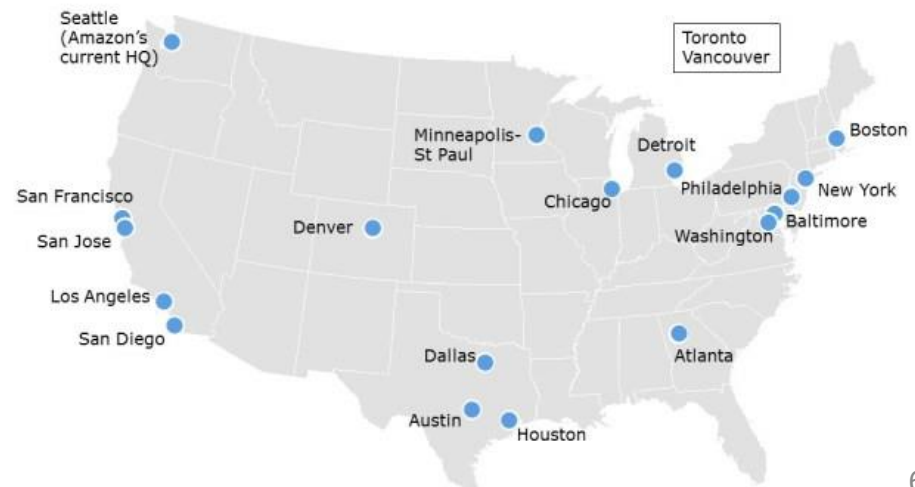 Seattle
(Amazon's
current HQ)
Toronto
Vancouver
Minneapolis-
St Paul
Detroit
Boston
San Francisco
Chicago
Philadelphia
New York
San Jose
Denver
Washington
Baltimore
Los Angeles
San Diego
Dallas
Atlanta
Austin
Houston